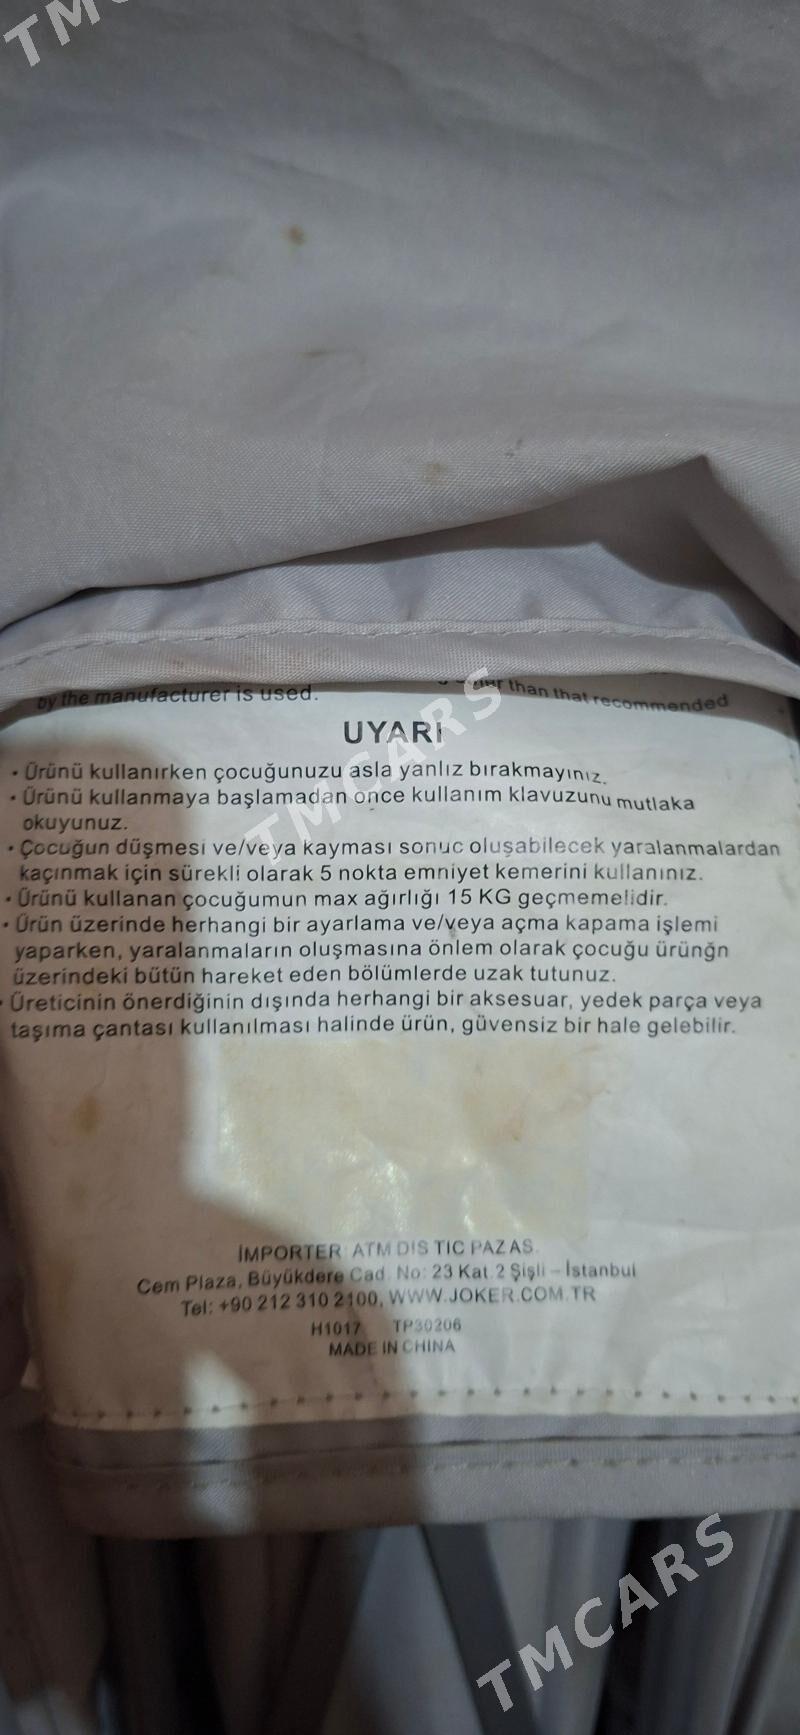 TMCARS
than that recommended
by the manufacturer is used.
UYARI
• Ürünü kullanırken çocuğunuzu asla yanlız bırakmayınız.
• Ürünü kullanmaya başlamadan önce kullanım klavuzunu mutlaka
okuyunuz.
• Çocuğun düşmesi ve/veya kayması sonuc oluşabilecek yaralanmalardan
kaçınmak için sürekli olarak 5 nokta emniyet kemerini kullanınız.
• Ürünü kullanan çocuğumun max ağırlığı 15 KG geçmemelidir.
• Ürün üzerinde herhangi bir ayarlama ve/veya açma kapama işlemi
yaparken, yaralanmaların oluşmasına önlem olarak çocuğu ürünğn
üzerindeki bütün hareket eden bölümlerde uzak tutunuz.
• Üreticinin önerdiğinin dışında herhangi bir aksesuar, yedek parça veya
taşıma çantası kullanılması halinde ürün, güvensiz bir hale gelebilir.
TMCARS
İMPORTER: ATM DIS TIC PAZ AS.
Cem Plaza, Büyükdere Cad. No: 23 Kat.2 Şişli – İstanbul
Tel: +90 212 310 2100, WWW.JOKER.COM.TR
H1017 TP30206
MADE IN CHINA
TMCARS